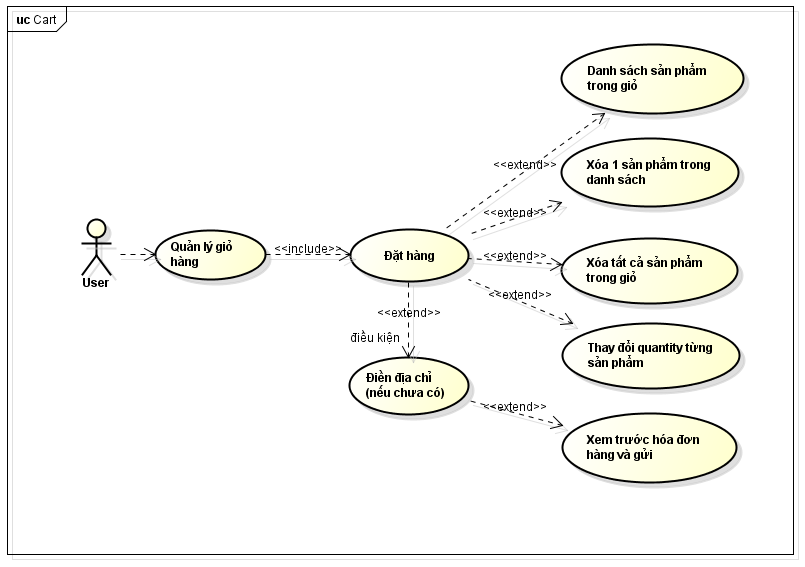 uc Cart
Danh sách sản phẩm
trong giỏ
<<extend>>
Xóa 1 sản phẩm trong
danh sách
<<extend>>
User
Quản lý giỏ
hàng
<<include>>
Đặt hàng
<<extend>>
Xóa tất cả sản phẩm
trong giỏ
<<extend>>
Thay đổi quantity từng
sản phẩm
<<extend>>
điều kiện
Điền địa chỉ
(nếu chưa có)
<<extend>>
Xem trước hóa đơn
hàng và gửi